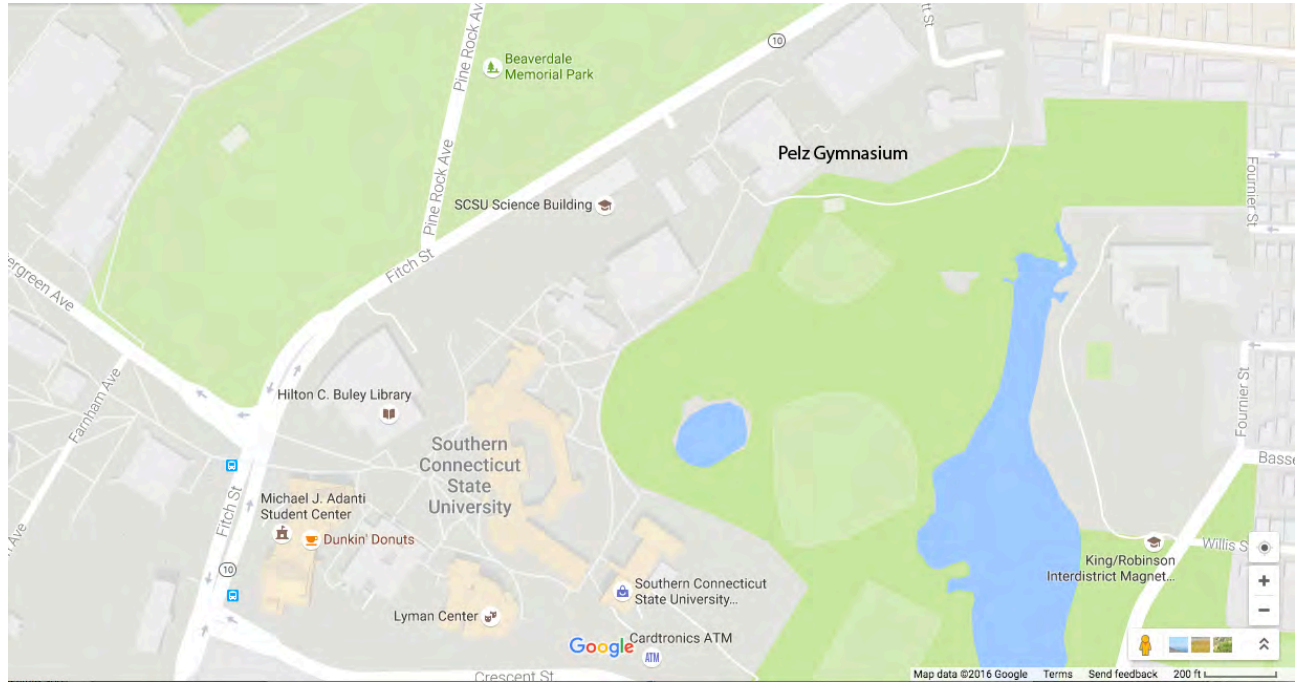 Pine Rock Ave
tt St
10
Beaverdale
Memorial Park
Pelz Gymnasium
Pine Rock Ave
SCSU Science Building
Fournier St
Fitch St
ergreen Ave
Farnham Ave
Hilton C. Buley Library
Fournier St
Southern
Connecticut
State
University
Basse
Michael J. Adanti
Student Center
Fitch St
Dunkin' Donuts
n Ave
Willis S
King/Robinson
Interdistrict Magnet...
10
Southern Connecticut
State University...
Lyman Center
Google
Cardtronics ATM
ATM
Crescent St
Map data ©2016 Google Terms Send feedback 200 ft